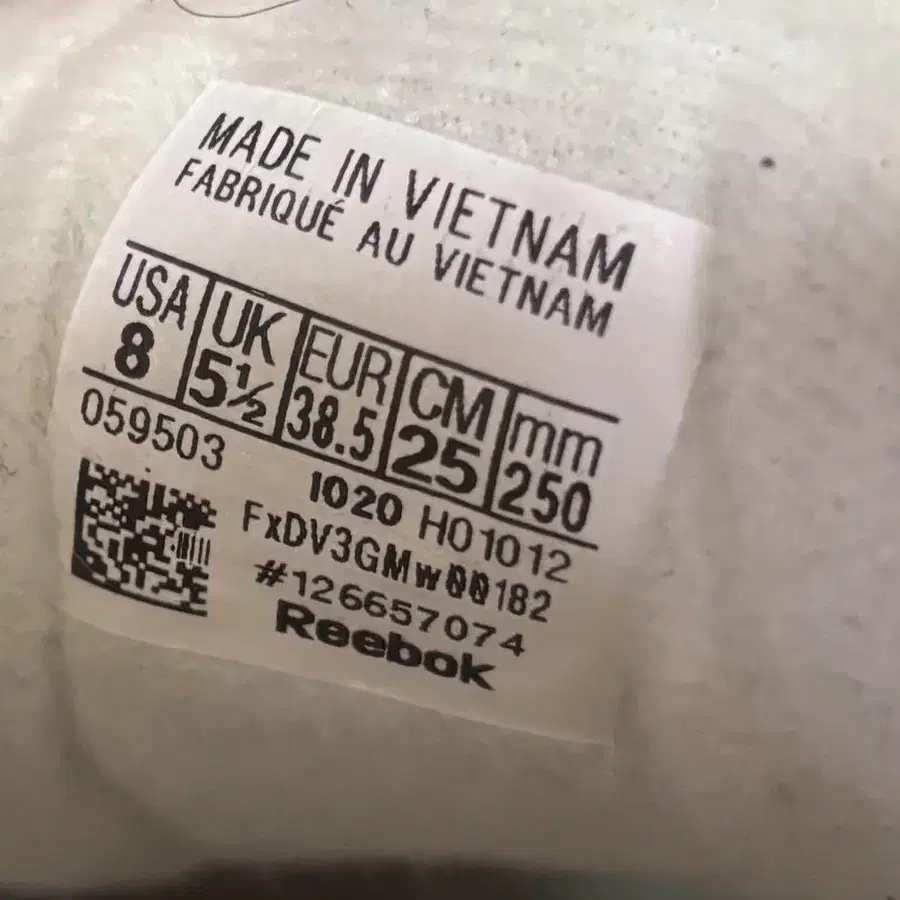 MADE IN VIETNAM
FABRIQUÉ AU VIETNAM
USA UK EUR CM mm
8 5½ 38.5 25 250
059503
1020 H01012
FxDV3GMw00182
#126657074
Reebok